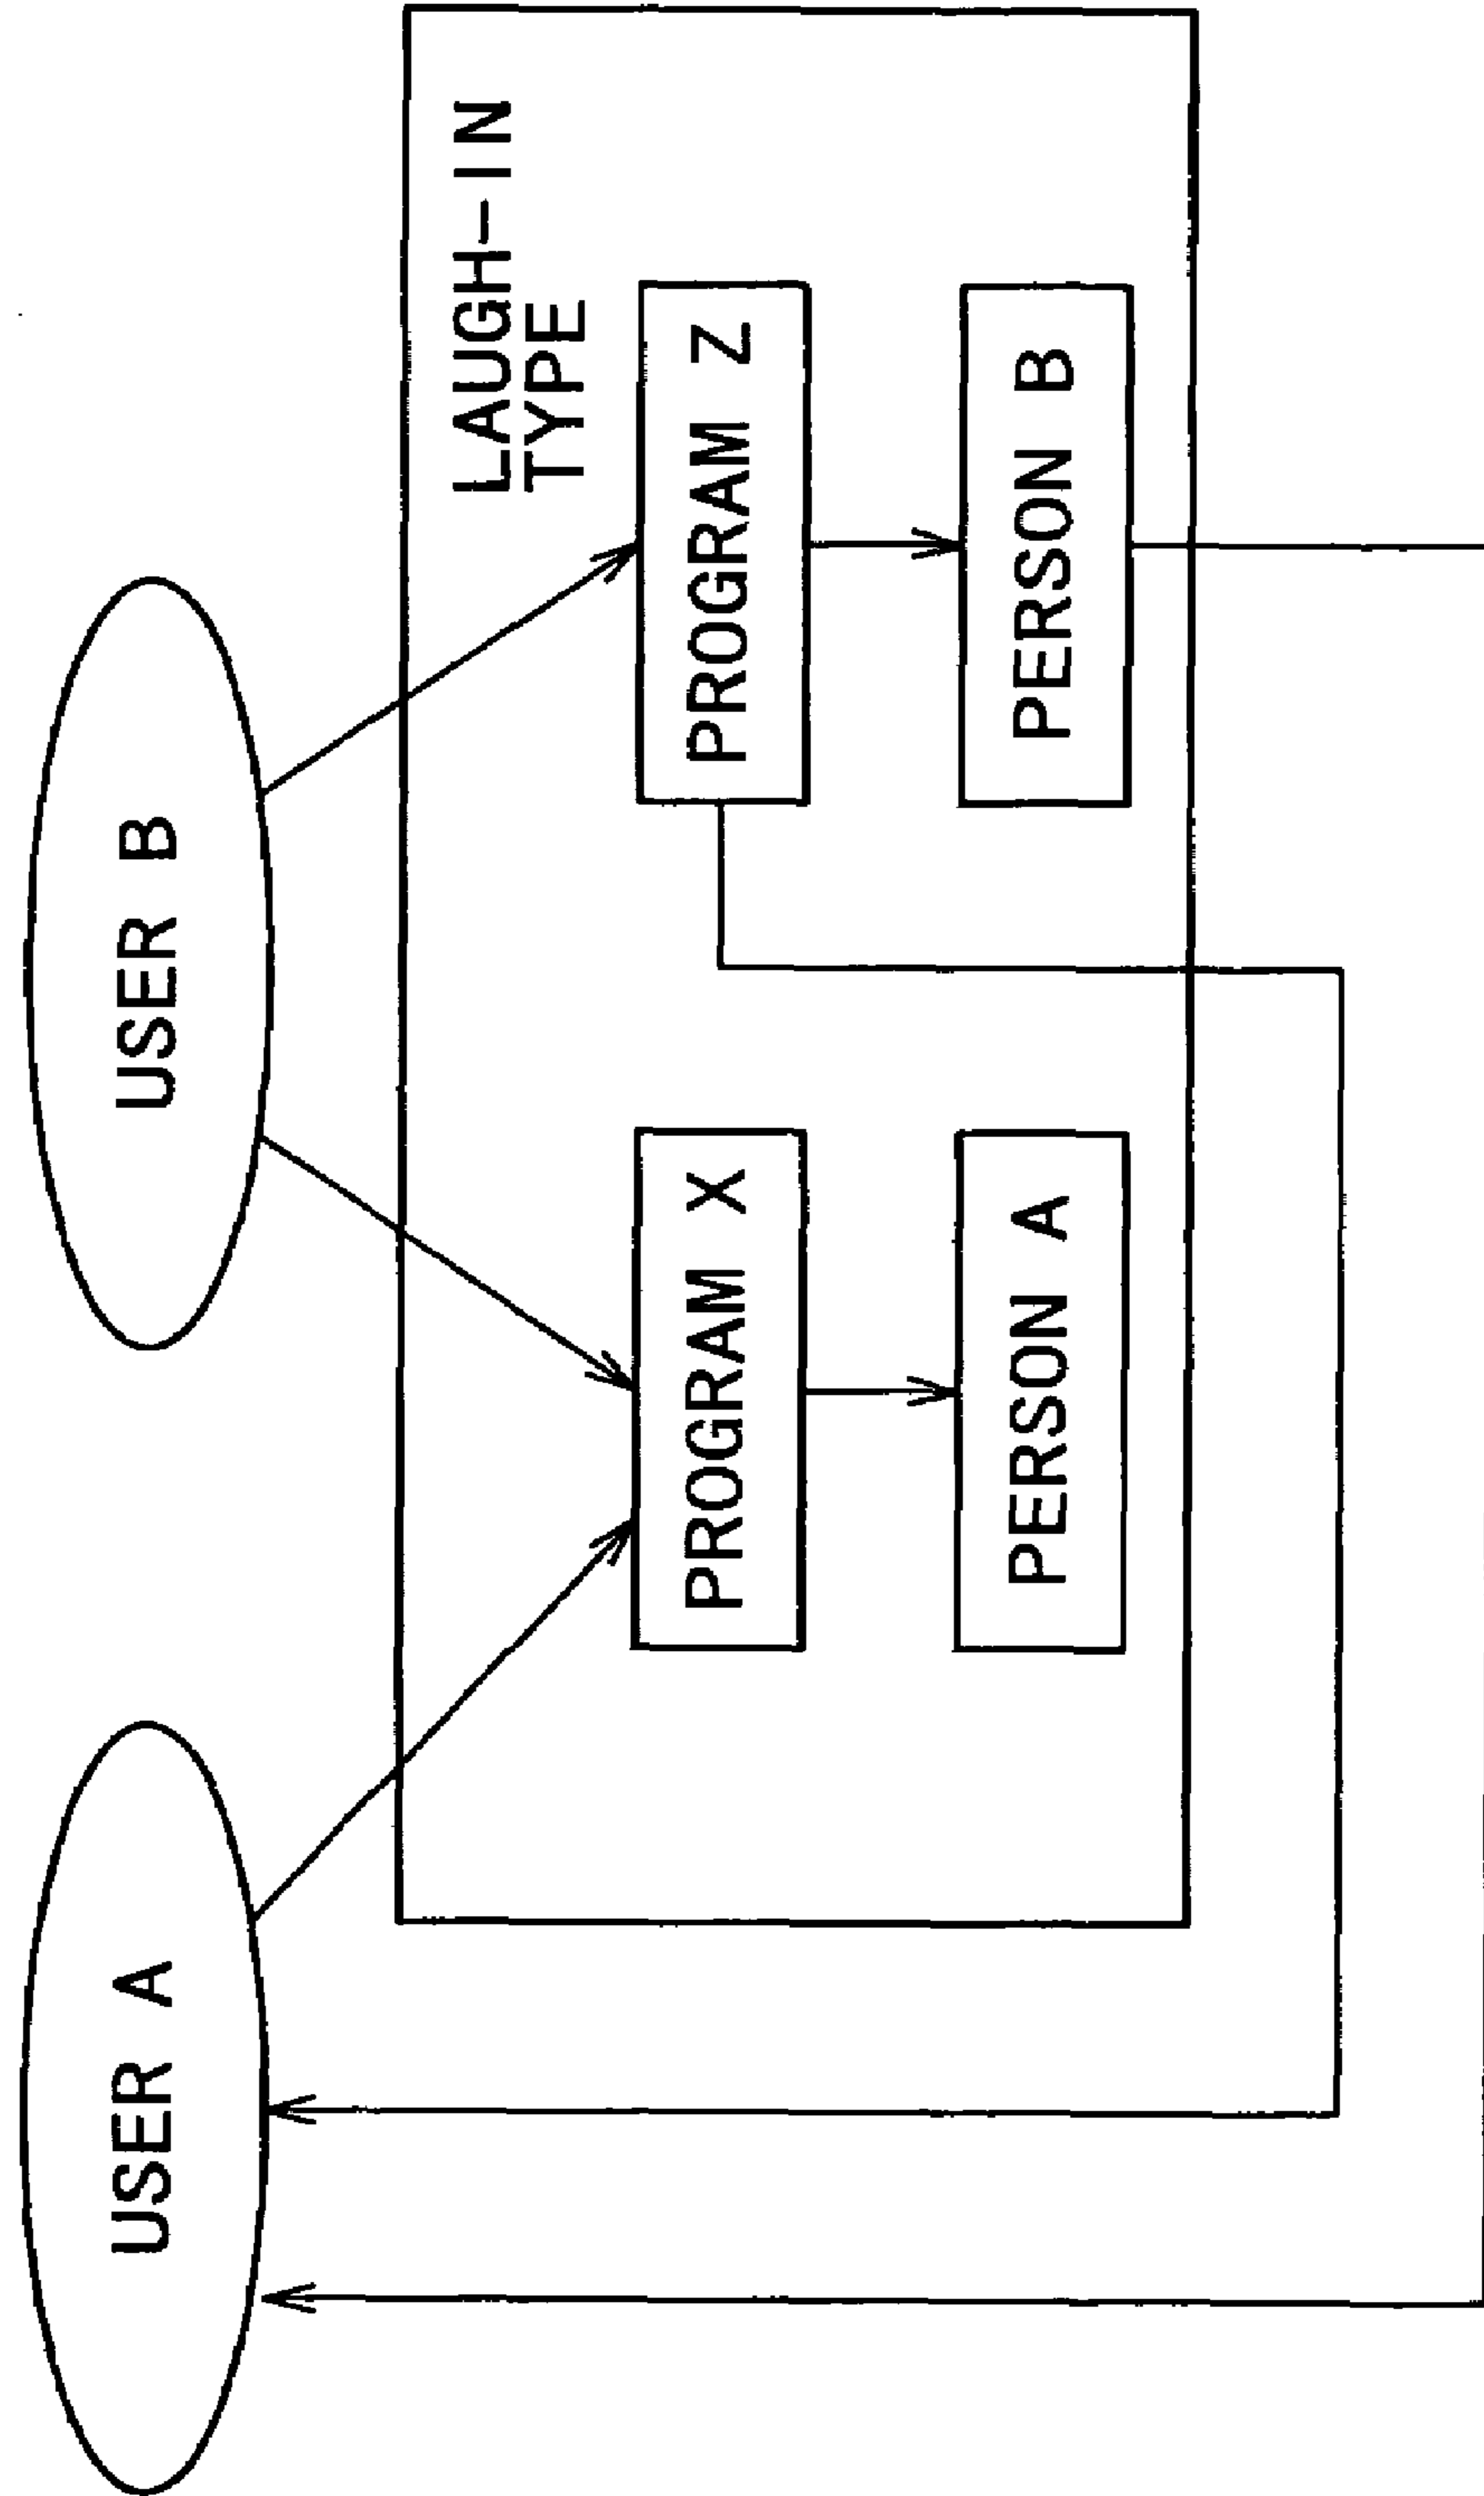 USER A
USER B
LAUGH-IN
TYPE
PROGRAM X
PROGRAM Z
PERSON A
PERSON B